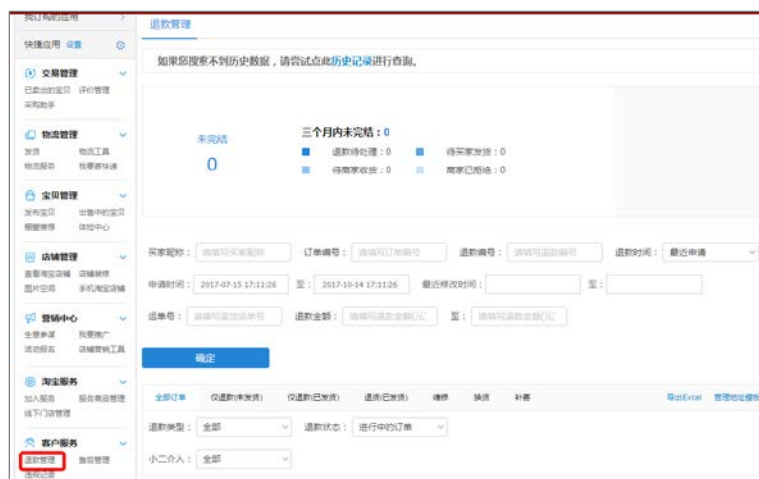 我订购的应用
快捷应用 设置
交易管理
已卖出的宝贝 评价管理
采购助手
物流管理
发货 物流工具
物流服务 我要寄快递
宝贝管理
发布宝贝 出售中的宝贝
橱窗推荐 体检中心
店铺管理
查看淘宝店铺 店铺装修
图片空间 手机淘宝店铺
营销中心
生意参谋 我要推广
活动报名 店铺营销工具
淘宝服务
加入服务 服务商品管理
线下门店管理
客户服务
退款管理 售后管理
违规记录
退款管理
如果您搜索不到历史数据，请尝试点此历史记录进行查询。
未完结
0
三个月内未完结：0
退款待处理：0 待买家发货：0
待商家收货：0 商家已拒绝：0
买家昵称： 请填写买家昵称 订单编号： 请填写订单编号 退款编号： 请填写退款编号 退款时间： 最近申请
申请时间： 2017-07-15 17:11:26 至： 2017-10-14 17:11:26 最近修改时间： 至：
运单号： 请填写退货运单号 退款金额： 请填写退款金额(元) 至： 请填写退款金额(元)
确定
全部订单 仅退款(未发货) 仅退款(已发货) 退货(已发货) 维修 换货 补寄 导出Excel 管理地址模板
退款类型： 全部 退款状态： 进行中的订单
小二介入： 全部